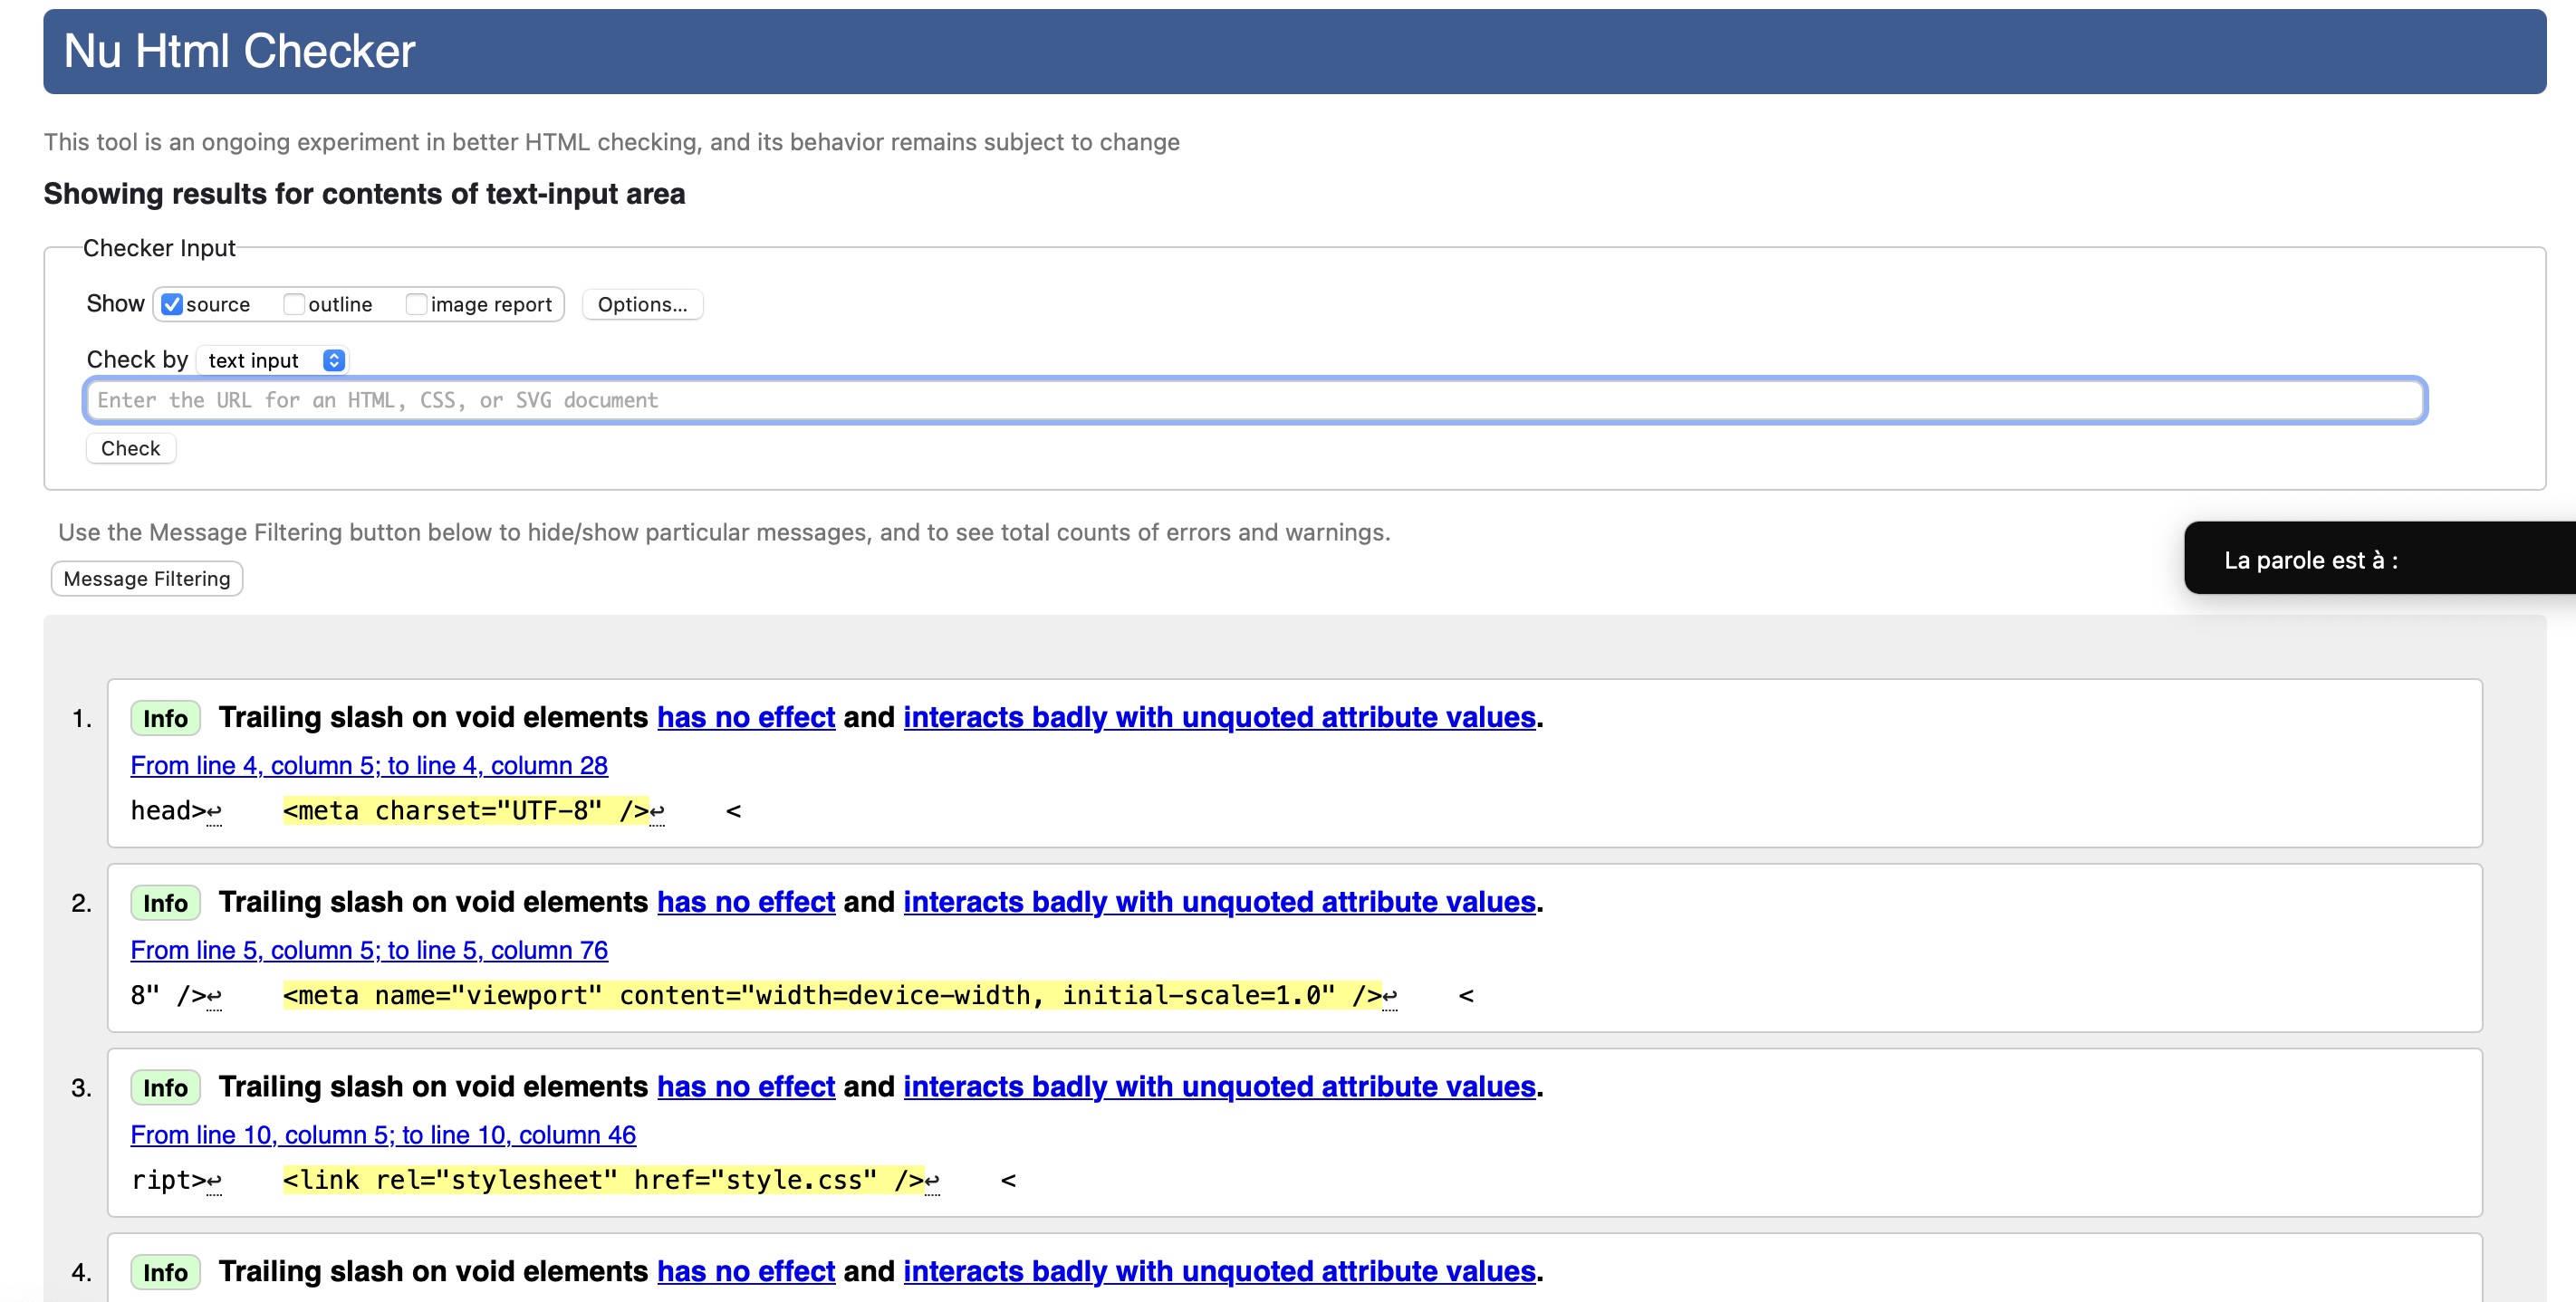 Nu Html Checker
This tool is an ongoing experiment in better HTML checking, and its behavior remains subject to change
Showing results for contents of text-input area
Checker Input
Show source outline image report Options...
Check by text input
Enter the URL for an HTML, CSS, or SVG document
Check
Use the Message Filtering button below to hide/show particular messages, and to see total counts of errors and warnings.
La parole est à :
Message Filtering
1. Info Trailing slash on void elements has no effect and interacts badly with unquoted attribute values.
From line 4, column 5; to line 4, column 28
head>↩ <meta charset="UTF-8" />↩ <
2. Info Trailing slash on void elements has no effect and interacts badly with unquoted attribute values.
From line 5, column 5; to line 5, column 76
8" />↩ <meta name="viewport" content="width=device-width, initial-scale=1.0" />↩ <
3. Info Trailing slash on void elements has no effect and interacts badly with unquoted attribute values.
From line 10, column 5; to line 10, column 46
ript>↩ <link rel="stylesheet" href="style.css" />↩ <
4. Info Trailing slash on void elements has no effect and interacts badly with unquoted attribute values.